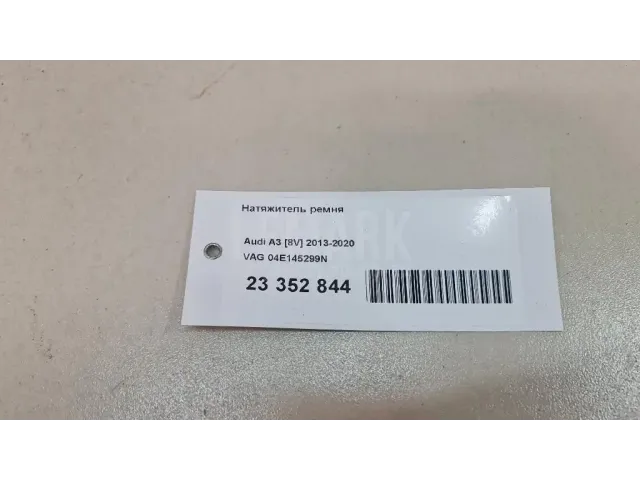 Натяжитель ремня
Audi A3 [8V] 2013-2020
VAG 04E145299N
23 352 844